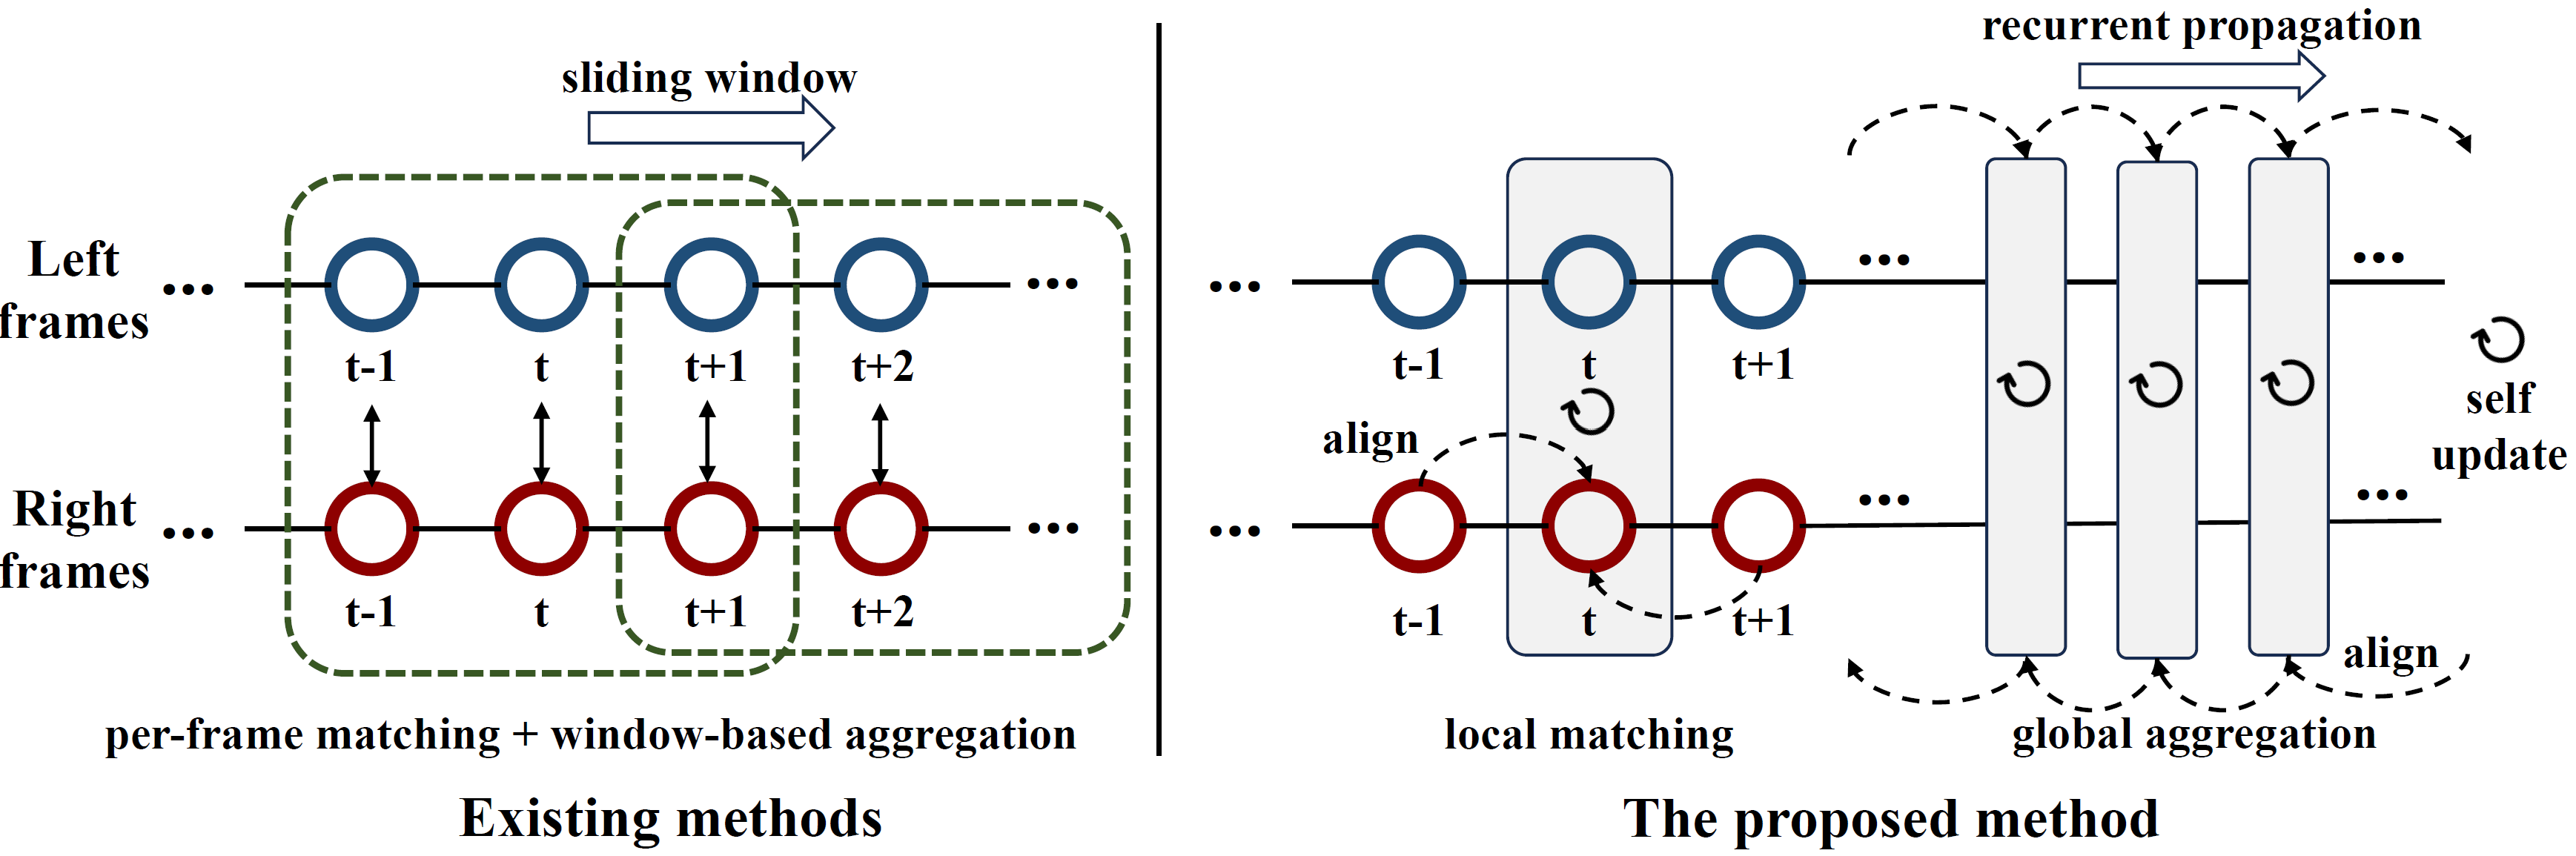 sliding window
Left
frames
...
t-1
t
t+1
t+2
...
Right
frames
...
t-1
t
t+1
t+2
...
per-frame matching + window-based aggregation
Existing methods
recurrent propagation
...
t-1
t
t+1
...
...
align
self
update
...
t-1
t
t+1
...
...
align
local matching
global aggregation
The proposed method